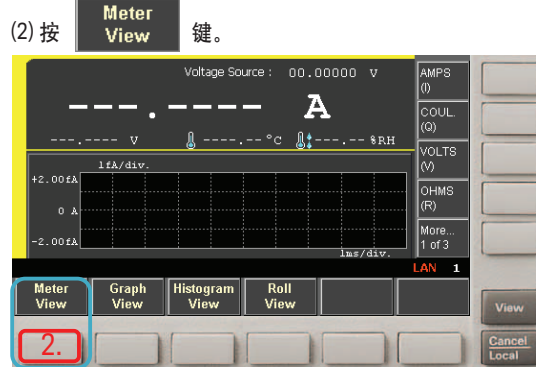 (2) 按 Meter View 键。
Voltage Source : 00.00000 V
---.---- A
---.---- V ----.-- °C ---.-- %RH
AMPS
(I)
COUL.
(Q)
VOLTS
(V)
OHMS
(R)
More...
1 of 3
1fA/div.
+2.00fA
0 A
-2.00fA
1ms/div.
LAN 1
Meter View
Graph View
Histogram View
Roll View
View
2.
Cancel
Local